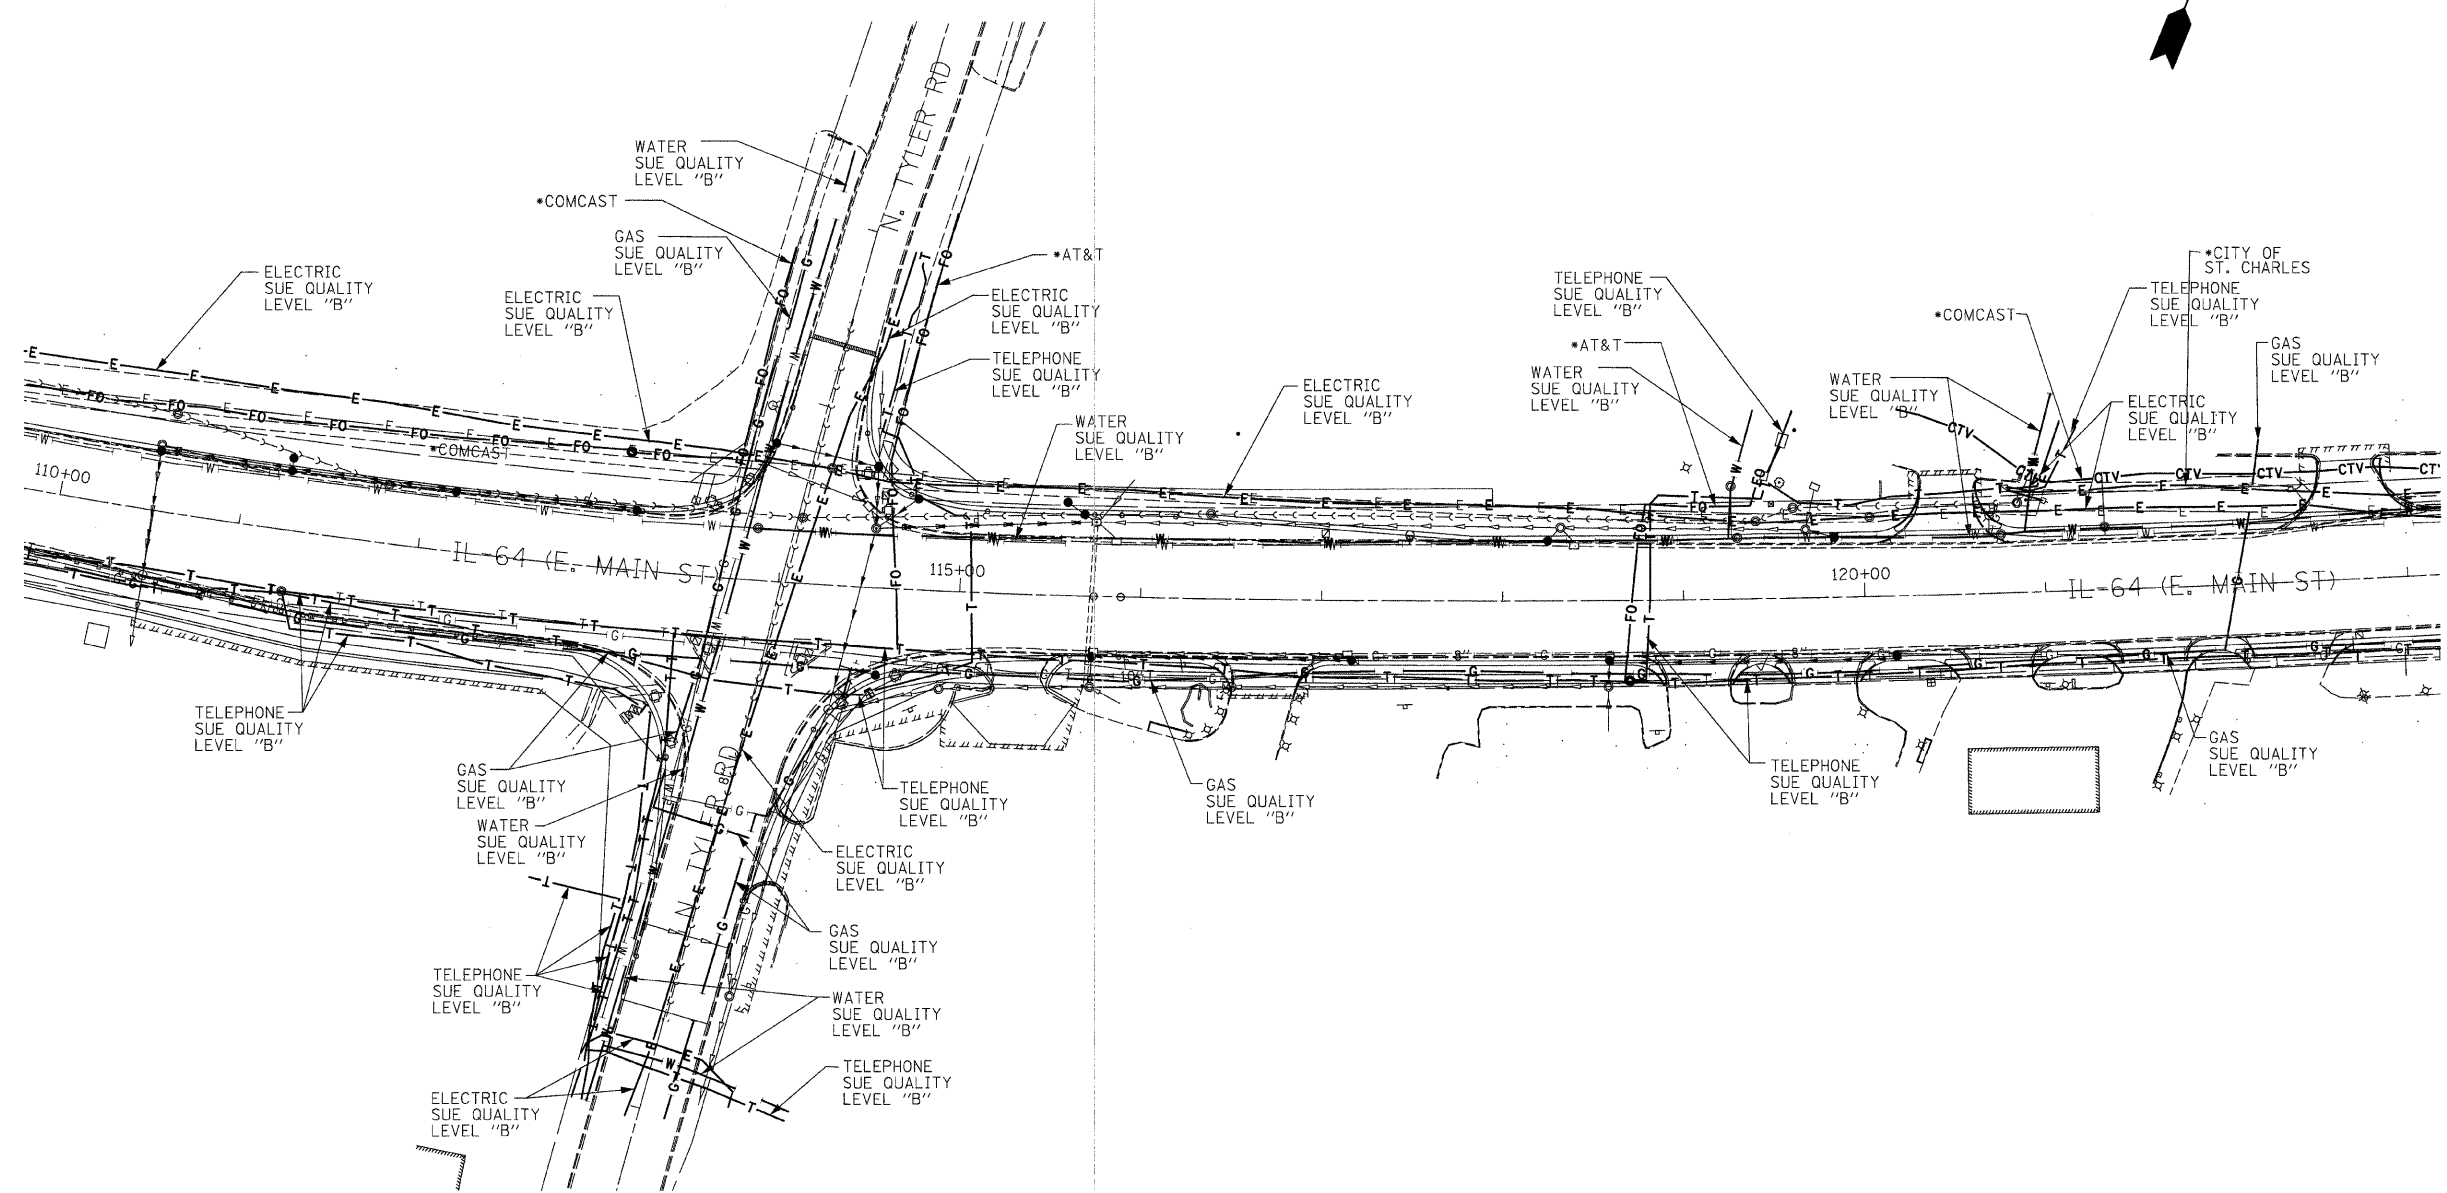 N. TYLER RD
WATER
SUE QUALITY
LEVEL "B"
*COMCAST
GAS
SUE QUALITY
LEVEL "B"
ELECTRIC
SUE QUALITY
LEVEL "B"
ELECTRIC
SUE QUALITY
LEVEL "B"
*AT&T
ELECTRIC
SUE QUALITY
LEVEL "B"
TELEPHONE
SUE QUALITY
LEVEL "B"
ELECTRIC
SUE QUALITY
LEVEL "B"
WATER
SUE QUALITY
LEVEL "B"
TELEPHONE
SUE QUALITY
LEVEL "B"
*AT&T
WATER
SUE QUALITY
LEVEL "B"
*CITY OF
ST. CHARLES
TELEPHONE
SUE QUALITY
LEVEL "B"
*COMCAST
GAS
SUE QUALITY
LEVEL "B"
WATER
SUE QUALITY
LEVEL "B"
ELECTRIC
SUE QUALITY
LEVEL "B"
*COMCAST
110+00
IL-64 (E. MAIN ST)
115+00
120+00
IL-64 (E. MAIN ST)
TELEPHONE
SUE QUALITY
LEVEL "B"
GAS
SUE QUALITY
LEVEL "B"
WATER
SUE QUALITY
LEVEL "B"
N. TYLER RD
TELEPHONE
SUE QUALITY
LEVEL "B"
GAS
SUE QUALITY
LEVEL "B"
TELEPHONE
SUE QUALITY
LEVEL "B"
GAS
SUE QUALITY
LEVEL "B"
ELECTRIC
SUE QUALITY
LEVEL "B"
GAS
SUE QUALITY
LEVEL "B"
TELEPHONE
SUE QUALITY
LEVEL "B"
WATER
SUE QUALITY
LEVEL "B"
TELEPHONE
SUE QUALITY
LEVEL "B"
ELECTRIC
SUE QUALITY
LEVEL "B"